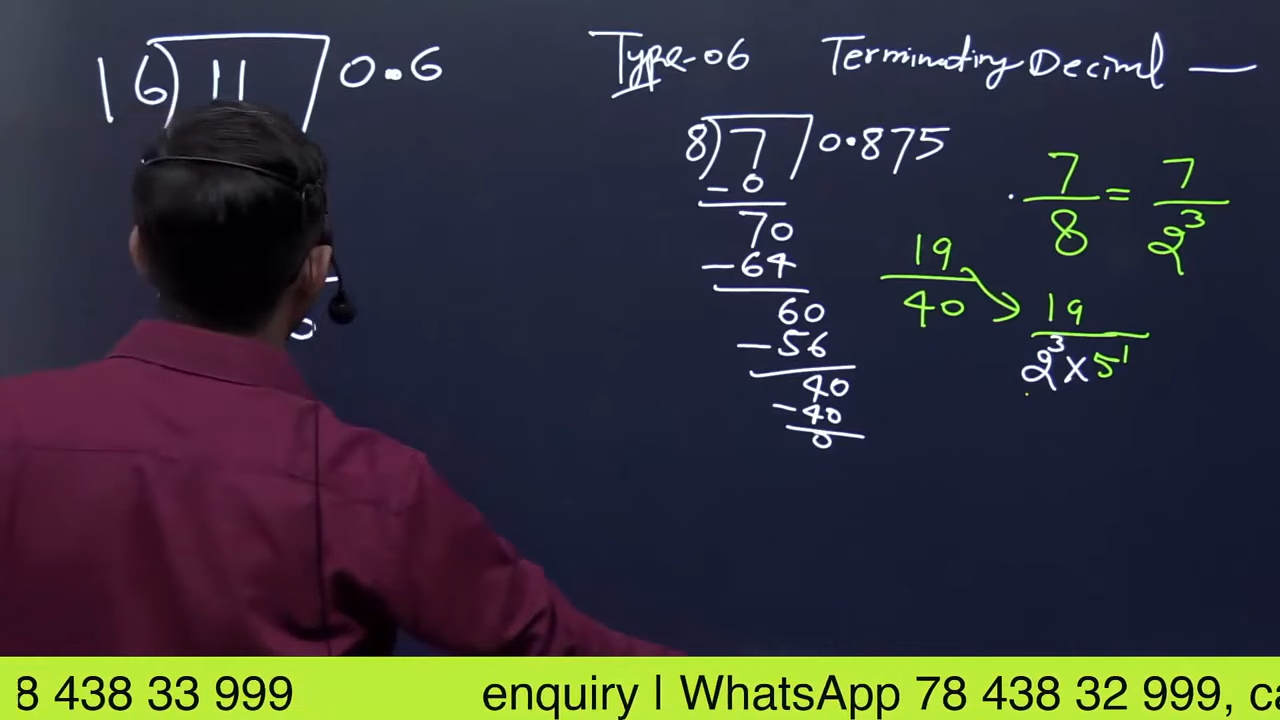 16) 11 0.6
Type-06 Terminating Decimal —
8) 7 0.875
- 0
70
- 64
60
- 56
40
- 40
0
7/8 = 7/2³
19/40 → 19/2³×5¹
8 438 33 999 enquiry | WhatsApp 78 438 32 999, ca